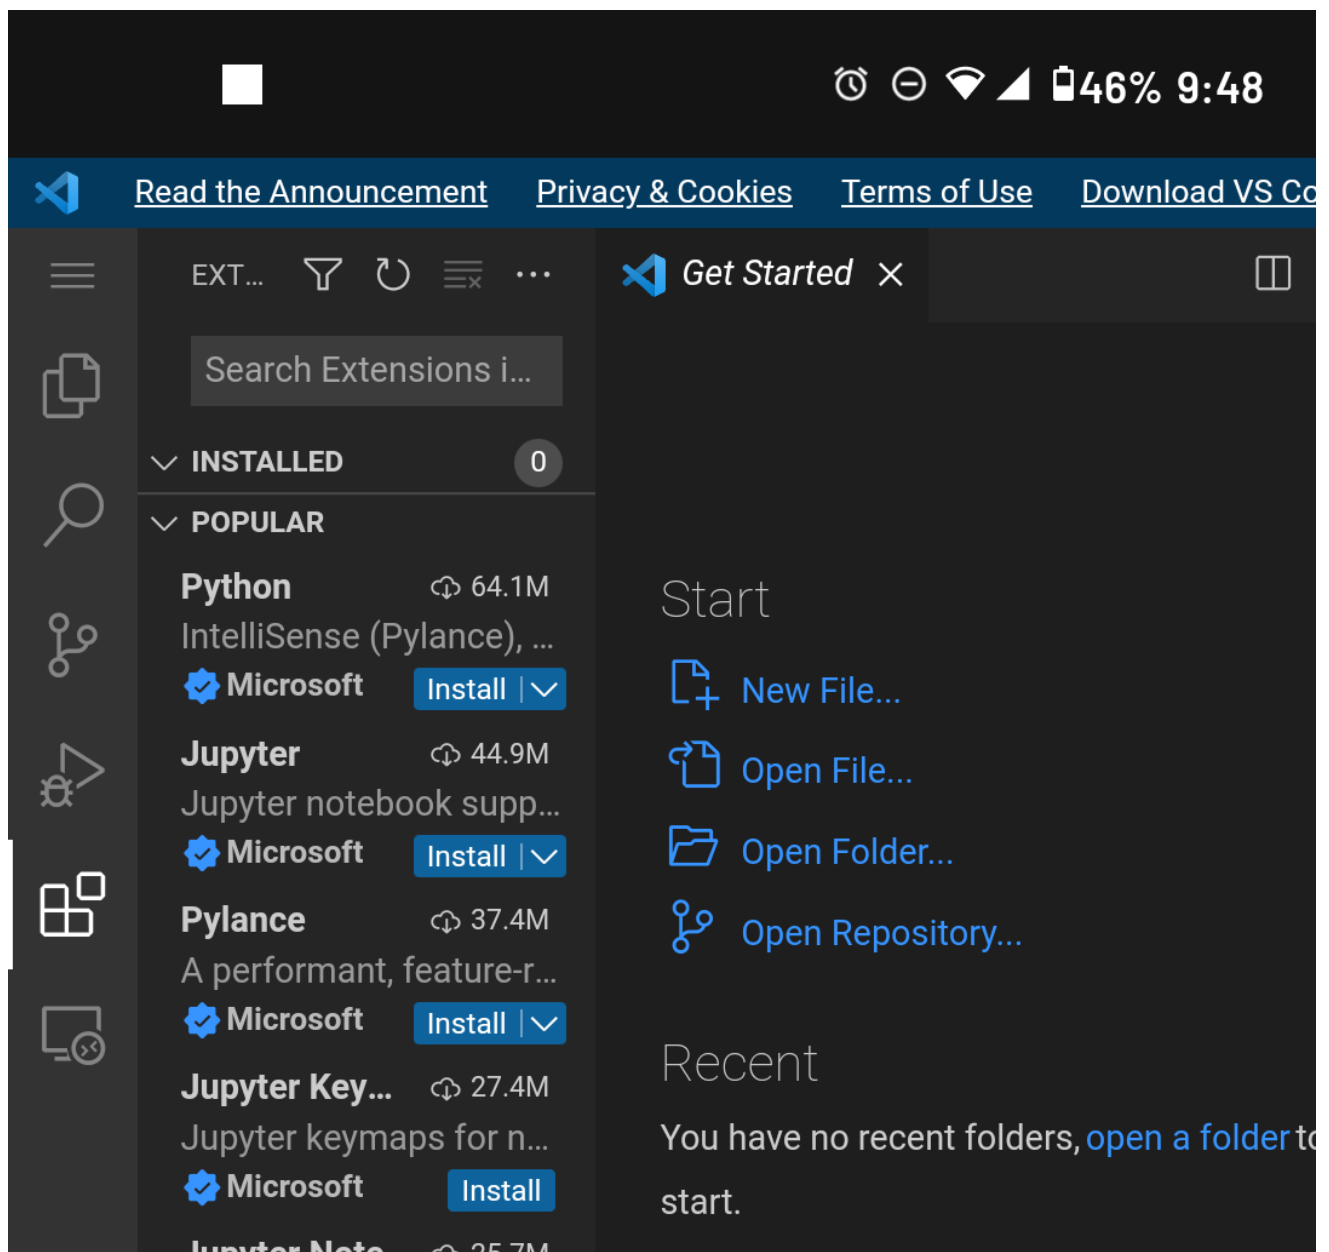 46% 9:48
Read the Announcement Privacy & Cookies Terms of Use Download VS
EXT...
Get Started
Search Extensions i...
INSTALLED 0
POPULAR
Python 64.1M
IntelliSense (Pylance), ...
Microsoft Install
Jupyter 44.9M
Jupyter notebook supp...
Microsoft Install
Pylance 37.4M
A performant, feature-r...
Microsoft Install
Jupyter Key... 27.4M
Jupyter keymaps for n...
Microsoft Install
Start
New File...
Open File...
Open Folder...
Open Repository...
Recent
You have no recent folders, open a folder to
start.